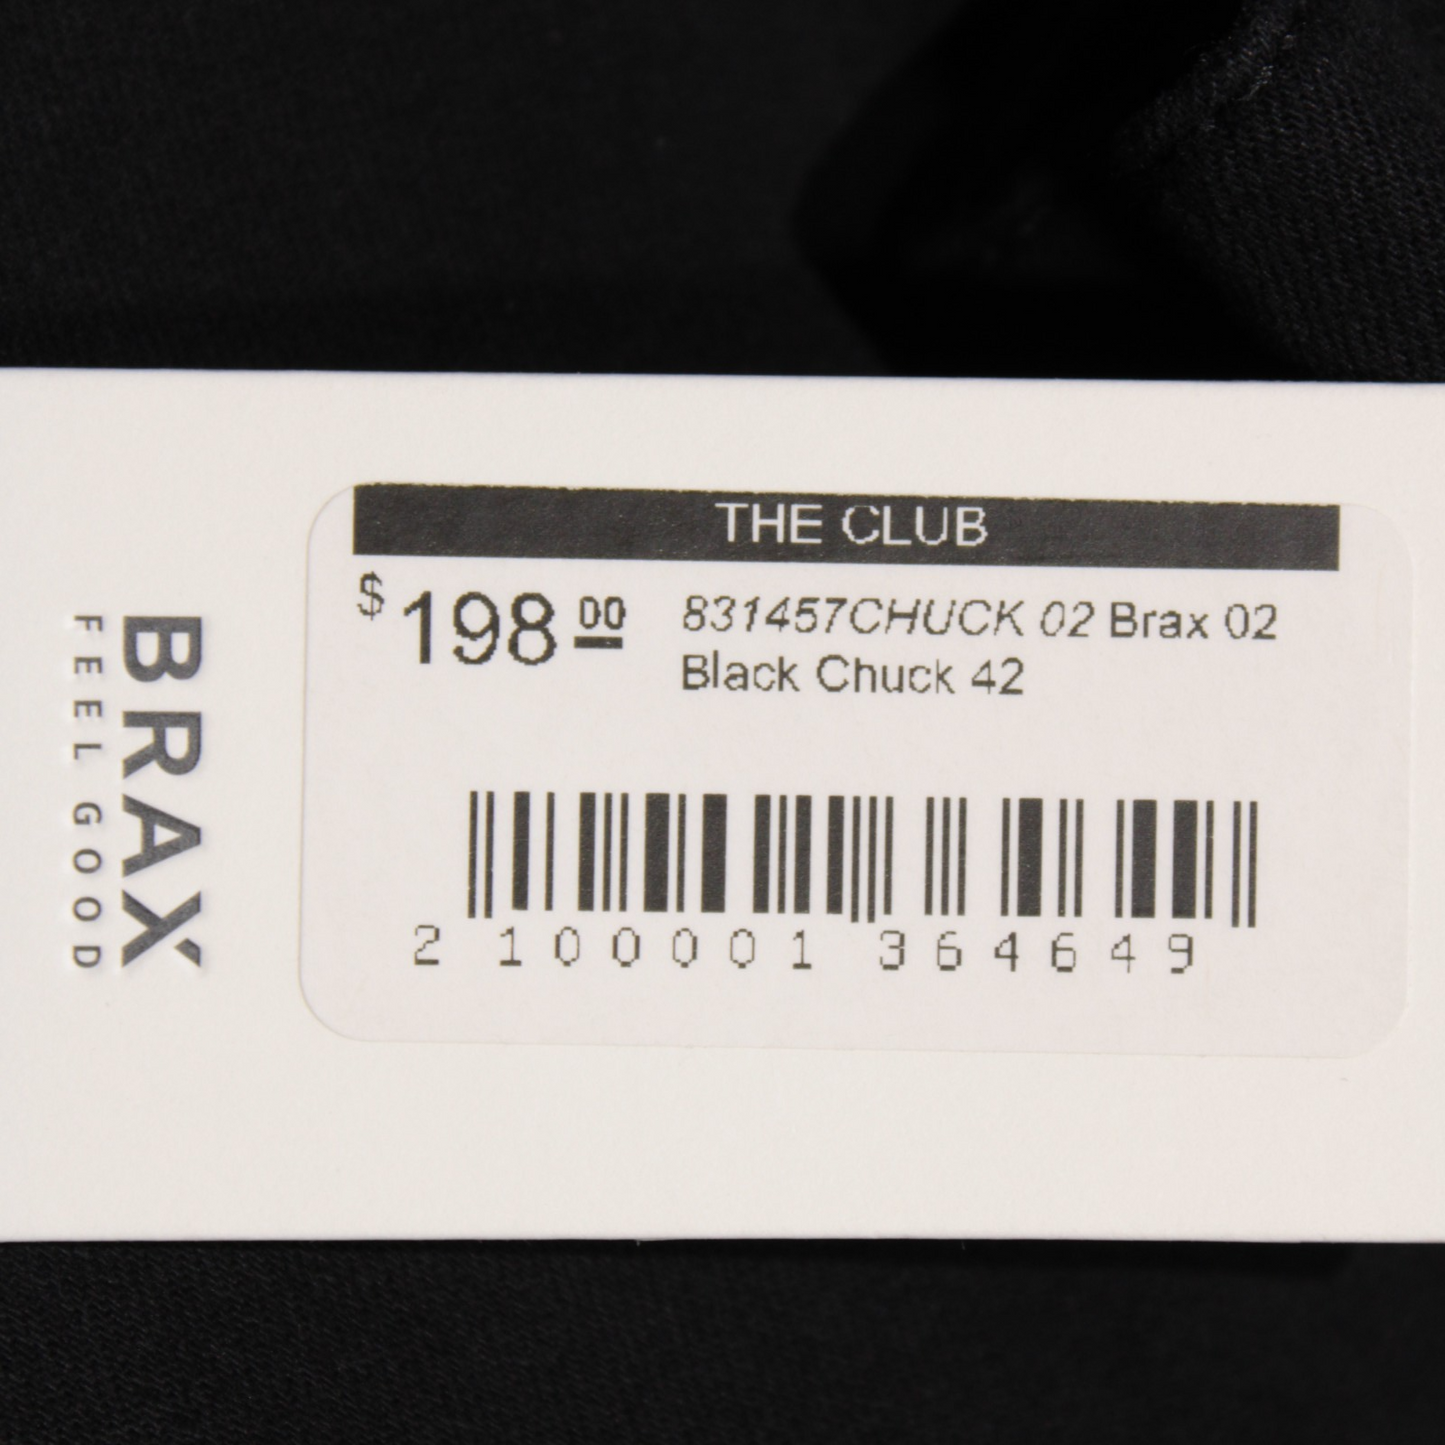 THE CLUB
$198.00 831457CHUCK 02 Brax 02
Black Chuck 42
2 100001 364649
BRAX
FEEL GOOD